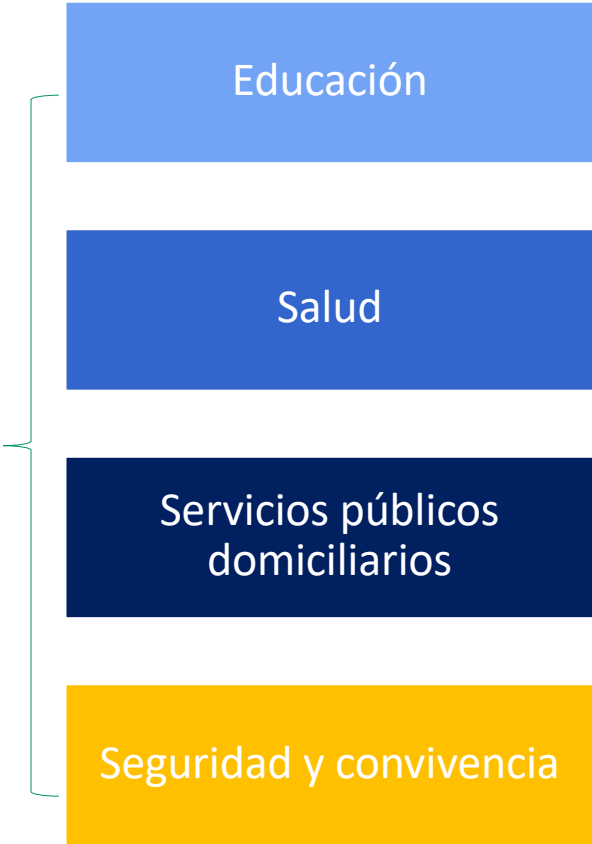 Educación
Salud
Servicios públicos
domiciliarios
Seguridad y convivencia